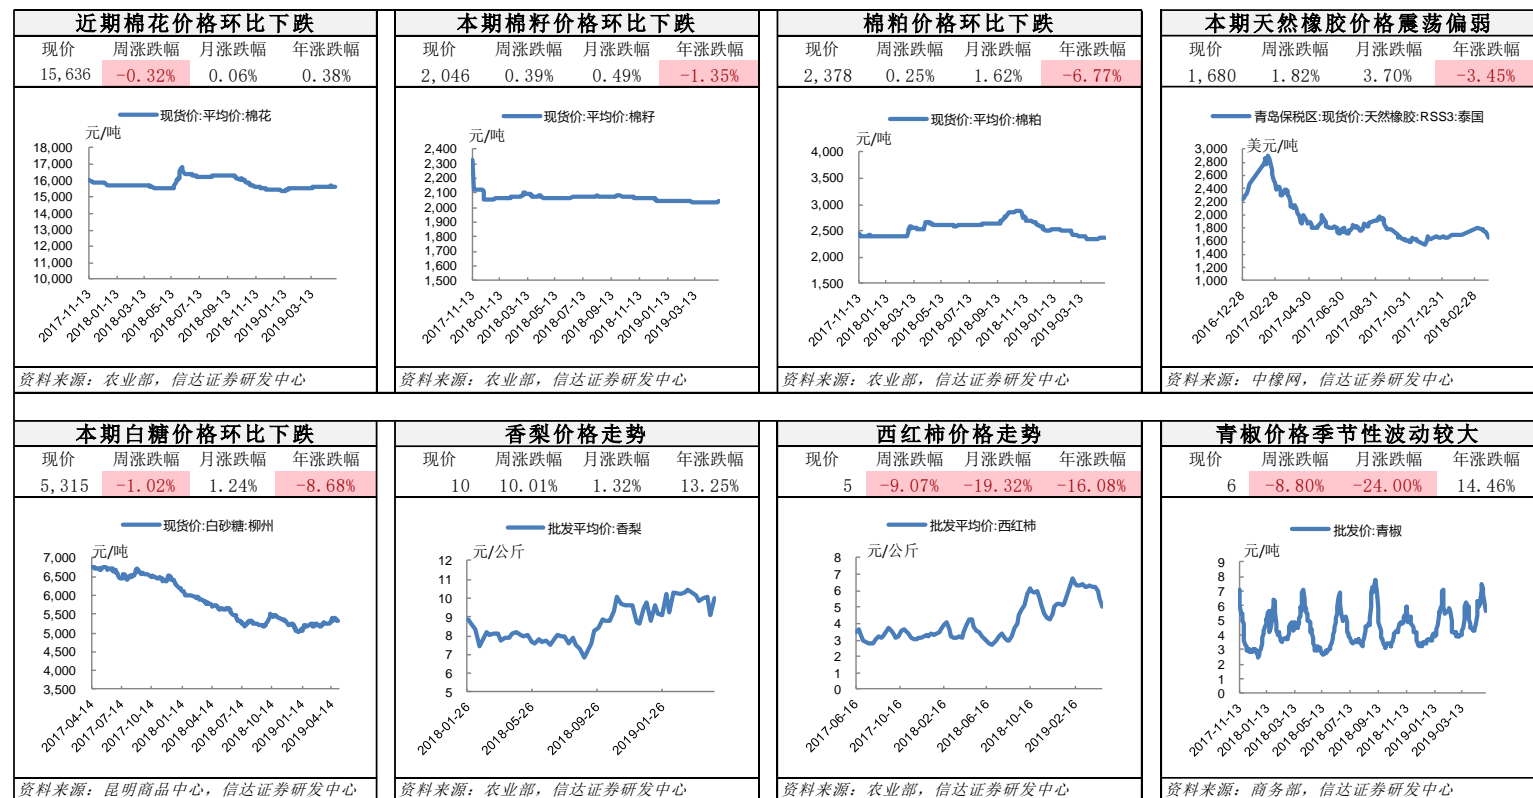 近期棉花价格环比下跌
现价 周涨跌幅 月涨跌幅 年涨跌幅
15,636 -0.32% 0.06% 0.38%
现货价:平均价:棉花
元/吨
18,000
17,000
16,000
15,000
14,000
13,000
12,000
11,000
10,000
2017-11-13 2018-01-13 2018-03-13 2018-05-13 2018-07-13 2018-09-13 2018-11-13 2019-01-13 2019-03-13
资料来源：农业部，信达证券研发中心
本期棉籽价格环比下跌
现价 周涨跌幅 月涨跌幅 年涨跌幅
2,046 0.39% 0.49% -1.35%
现货价:平均价:棉籽
元/吨
2,400
2,300
2,200
2,100
2,000
1,900
1,800
1,700
1,600
1,500
2017-11-13 2018-01-13 2018-03-13 2018-05-13 2018-07-13 2018-09-13 2018-11-13 2019-01-13 2019-03-13
资料来源：农业部，信达证券研发中心
棉粕价格环比下跌
现价 周涨跌幅 月涨跌幅 年涨跌幅
2,378 0.25% 1.62% -6.77%
现货价:平均价:棉粕
元/吨
4,000
3,500
3,000
2,500
2,000
1,500
2017-11-13 2018-01-13 2018-03-13 2018-05-13 2018-07-13 2018-09-13 2018-11-13 2019-01-13 2019-03-13
资料来源：农业部，信达证券研发中心
本期天然橡胶价格震荡偏弱
现价 周涨跌幅 月涨跌幅 年涨跌幅
1,680 1.82% 3.70% -3.45%
青岛保税区:现货价:天然橡胶:RSS3:泰国
美元/吨
3,000
2,800
2,600
2,400
2,200
2,000
1,800
1,600
1,400
1,200
1,000
2016-12-28 2017-02-28 2017-04-30 2017-06-30 2017-08-31 2017-10-31 2017-12-31 2018-02-28
资料来源：中橡网，信达证券研发中心
本期白糖价格环比下跌
现价 周涨跌幅 月涨跌幅 年涨跌幅
5,315 -1.02% 1.24% -8.68%
现货价:白砂糖:柳州
元/吨
7,000
6,500
6,000
5,500
5,000
4,500
4,000
3,500
2017-04-14 2017-07-14 2017-10-14 2018-01-14 2018-04-14 2018-07-14 2018-10-14 2019-01-14 2019-04-14
资料来源：昆明商品中心，信达证券研发中心
香梨价格走势
现价 周涨跌幅 月涨跌幅 年涨跌幅
10 10.01% 1.32% 13.25%
批发平均价:香梨
元/公斤
12
11
10
9
8
7
6
5
2018-01-26 2018-05-26 2018-09-26 2019-01-26
资料来源：农业部，信达证券研发中心
西红柿价格走势
现价 周涨跌幅 月涨跌幅 年涨跌幅
5 -9.07% -19.32% -16.08%
批发平均价:西红柿
元/公斤
8
7
6
5
4
3
2
1
0
2017-06-16 2017-10-16 2018-02-16 2018-06-16 2018-10-16 2019-02-16
资料来源：农业部，信达证券研发中心
青椒价格季节性波动较大
现价 周涨跌幅 月涨跌幅 年涨跌幅
6 -8.80% -24.00% 14.46%
批发价:青椒
元/吨
9
8
7
6
5
4
3
2
1
0
2017-11-13 2018-01-13 2018-03-13 2018-05-13 2018-07-13 2018-09-13 2018-11-13 2019-01-13 2019-03-13
资料来源：商务部，信达证券研发中心